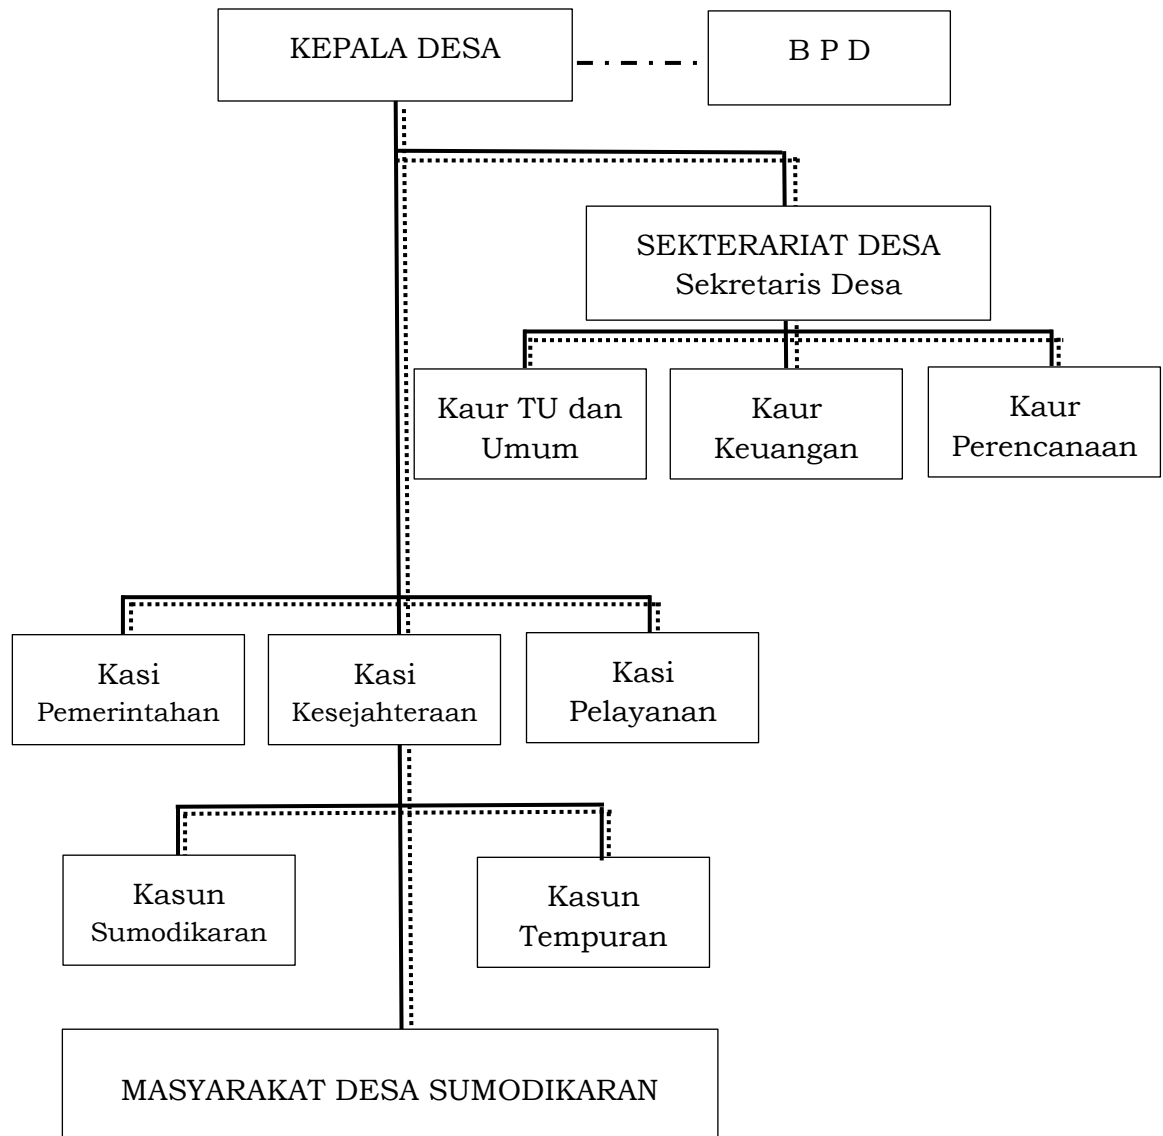 KEPALA DESA
B P D
SEKTERARIAT DESA
Sekretaris Desa
Kaur TU dan
Umum
Kaur
Keuangan
Kaur
Perencanaan
Kasi
Pemerintahan
Kasi
Kesejahteraan
Kasi
Pelayanan
Kasun
Sumodikaran
Kasun
Tempuran
MASYARAKAT DESA SUMODIKARAN